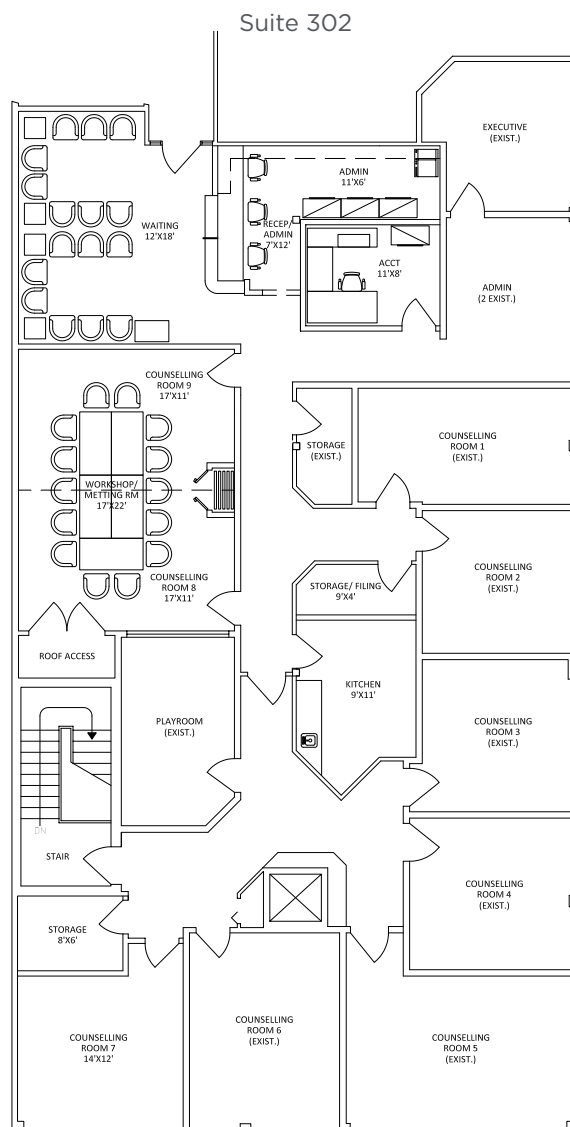 Suite 302
EXECUTIVE
(EXIST.)
ADMIN
11'X6'
WAITING
12'X18'
RECEP/
ADMIN
7'X12'
ACCT
11'X8'
ADMIN
(2 EXIST.)
COUNSELLING
ROOM 9
17'X11'
STORAGE
(EXIST.)
COUNSELLING
ROOM 1
(EXIST.)
WORKSHOP/
METTING RM
17'X22'
COUNSELLING
ROOM 8
17'X11'
COUNSELLING
ROOM 2
(EXIST.)
STORAGE/ FILING
9'X4'
ROOF ACCESS
KITCHEN
9'X11'
PLAYROOM
(EXIST.)
COUNSELLING
ROOM 3
(EXIST.)
DN
STAIR
COUNSELLING
ROOM 4
(EXIST.)
STORAGE
8'X6'
COUNSELLING
ROOM 7
14'X12'
COUNSELLING
ROOM 6
(EXIST.)
COUNSELLING
ROOM 5
(EXIST.)